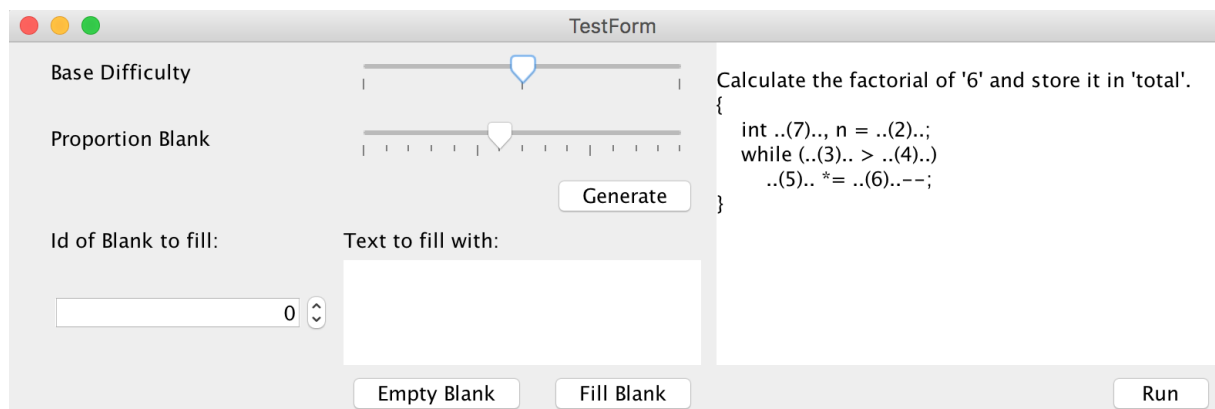 TestForm
Base Difficulty
Proportion Blank
Generate
Id of Blank to fill:
Text to fill with:
0
Empty Blank
Fill Blank
Calculate the factorial of '6' and store it in 'total'.
{
int ..(7).., n = ..(2)..;
while (..(3).. > ..(4)..)
..(5).. *= ..(6)..--;
}
Run